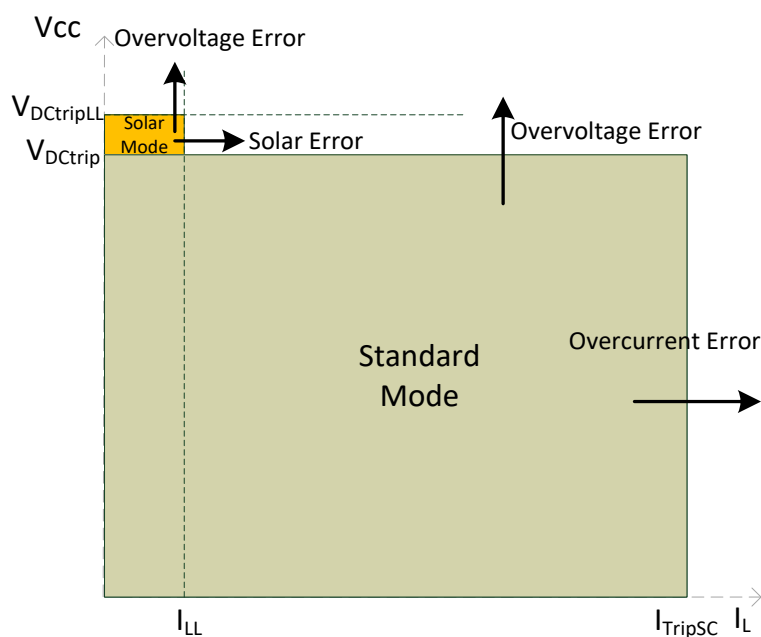 Vcc
Overvoltage Error
VDCtripLL
Solar
Mode
Solar Error
Overvoltage Error
VDCtrip
Overcurrent Error
Standard
Mode
ILL
ITripSC
IL